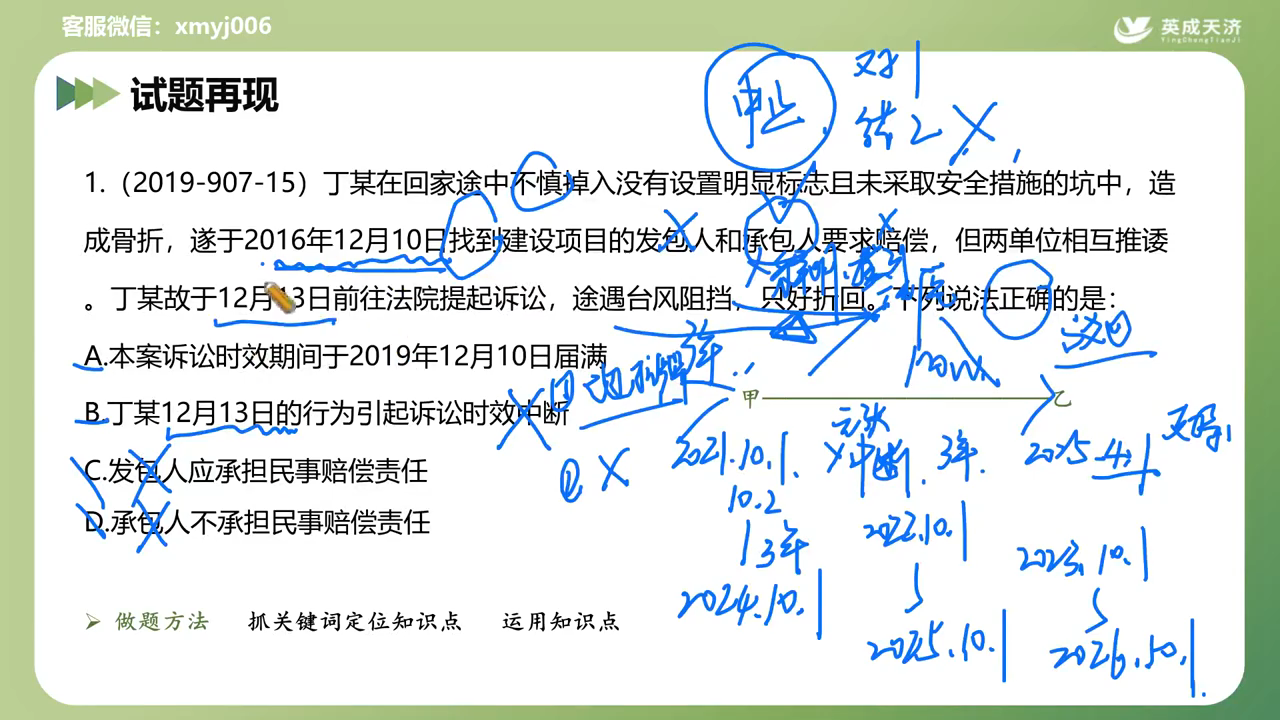 客服微信：xmyj006
英成天济
YingChengTianJi
试题再现
对1
1.（2019-907-15）丁某在回家途中不慎掉入没有设置明显标志且未采取安全措施的坑中，造
成骨折，遂于2016年12月10日找到建设项目的发包人和承包人要求赔偿，但两单位相互推诿
。丁某故于12月13日前往法院提起诉讼，途遇台风阻挡，只好折回。下列说法正确的是：
A.本案诉讼时效期间于2019年12月10日届满
B.丁某12月13日的行为引起诉讼时效中断
C.发包人应承担民事赔偿责任
D.承包人不承担民事赔偿责任
甲
乙
3年
①
②
2021.10.1
中断
3年
2025.4.1
10.2
3年
2022.10.1
2023.10.1
2024.10.1
2025.10.1
2026.10.1
做题方法 抓关键词定位知识点 运用知识点